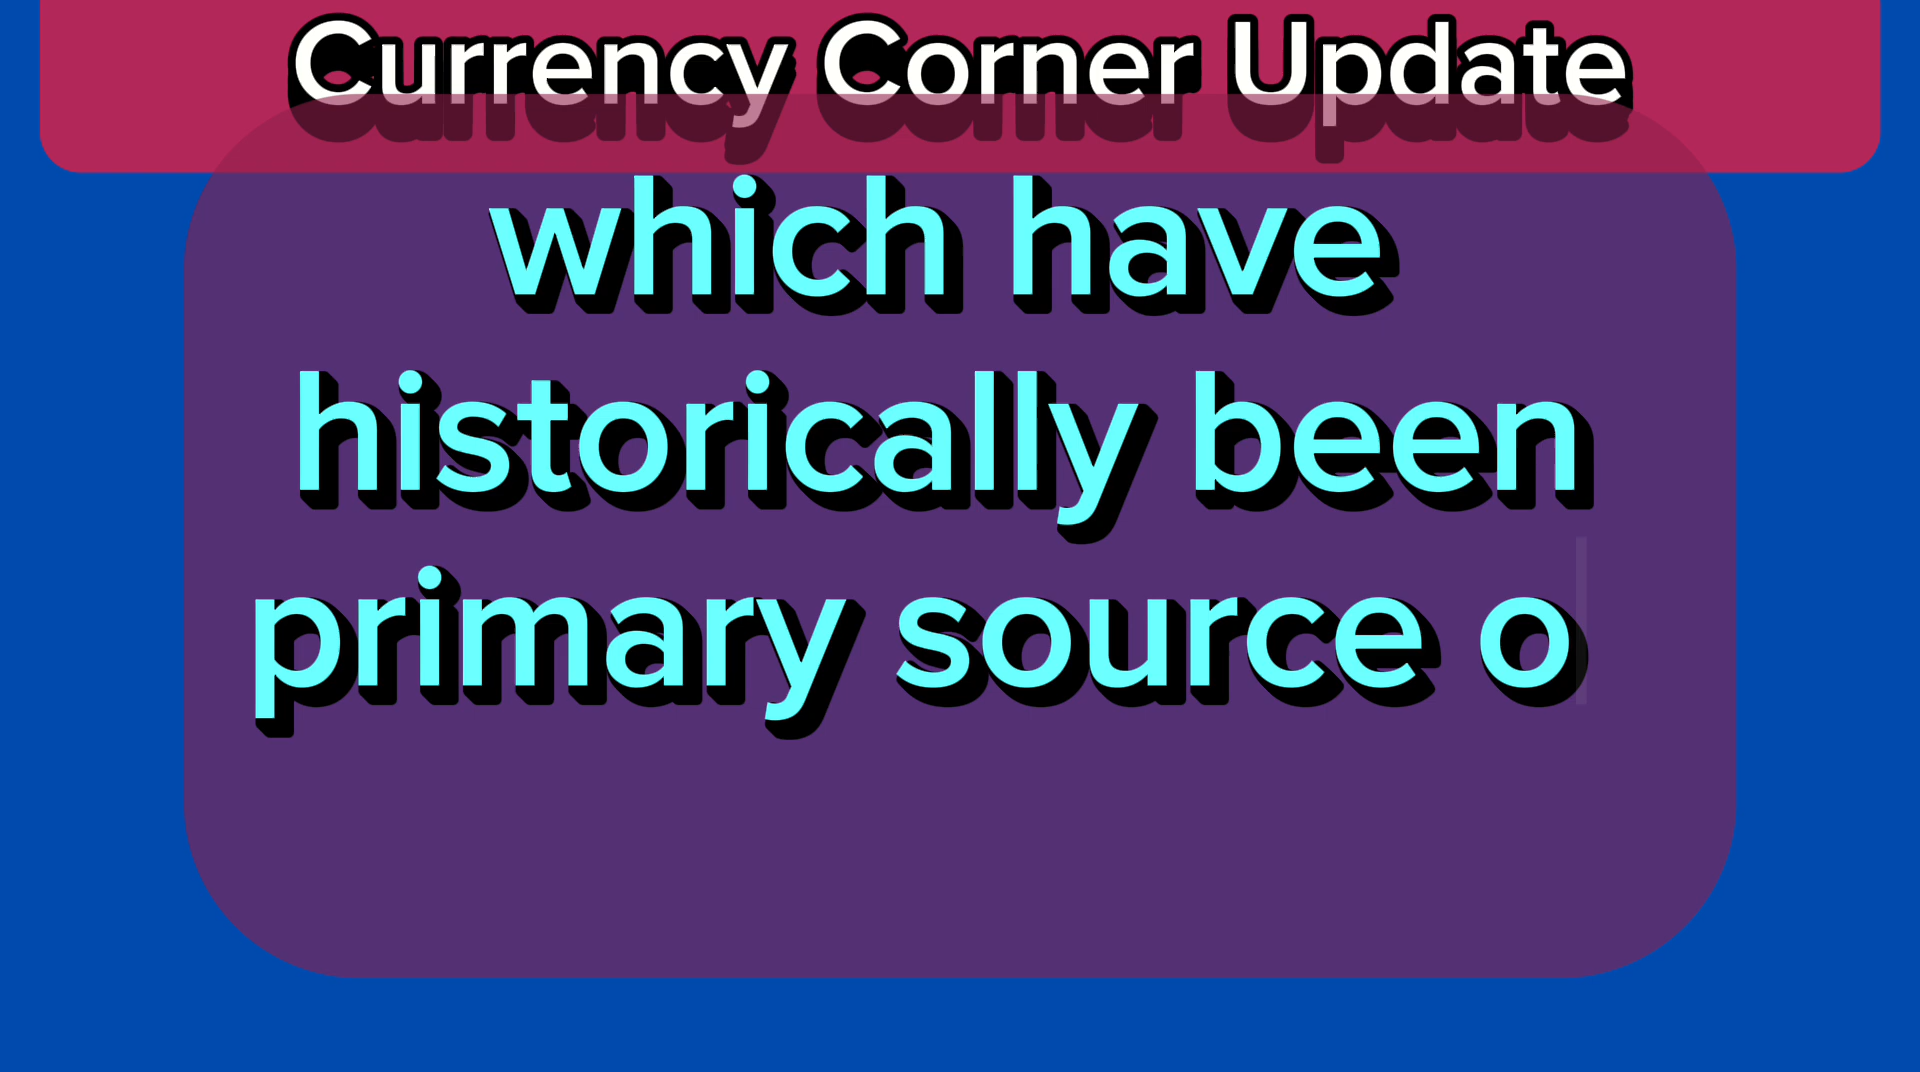 Currency Corner Update
which have
historically been
primary source o